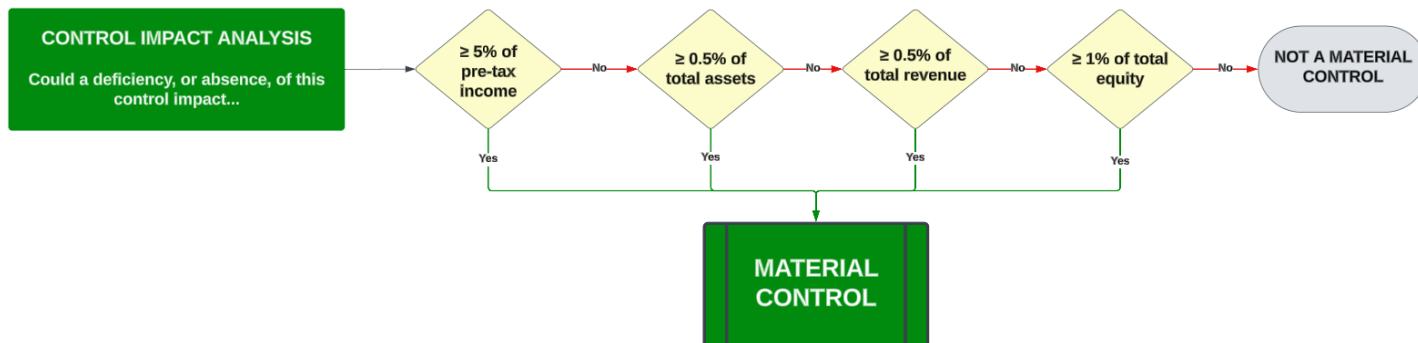 CONTROL IMPACT ANALYSIS
Could a deficiency, or absence, of this
control impact...
≥ 5% of
pre-tax
income
No
≥ 0.5% of
total assets
No
≥ 0.5% of
total revenue
No
≥ 1% of total
equity
No
NOT A MATERIAL
CONTROL
Yes
Yes
Yes
Yes
MATERIAL
CONTROL